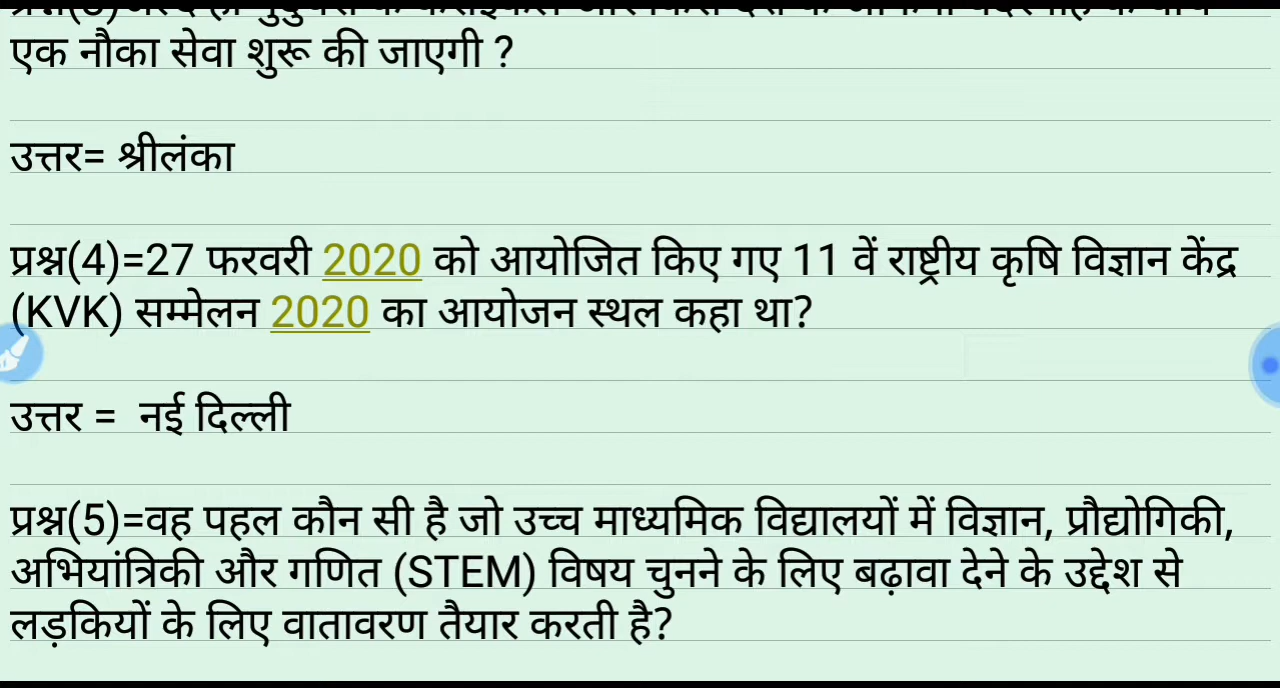 एक नौका सेवा शुरू की जाएगी ?
उत्तर= श्रीलंका
प्रश्न(4)=27 फरवरी 2020 को आयोजित किए गए 11 वें राष्ट्रीय कृषि विज्ञान केंद्र
(KVK) सम्मेलन 2020 का आयोजन स्थल कहा था?
उत्तर = नई दिल्ली
प्रश्न(5)=वह पहल कौन सी है जो उच्च माध्यमिक विद्यालयों में विज्ञान, प्रौद्योगिकी,
अभियांत्रिकी और गणित (STEM) विषय चुनने के लिए बढ़ावा देने के उद्देश से
लड़कियों के लिए वातावरण तैयार करती है?